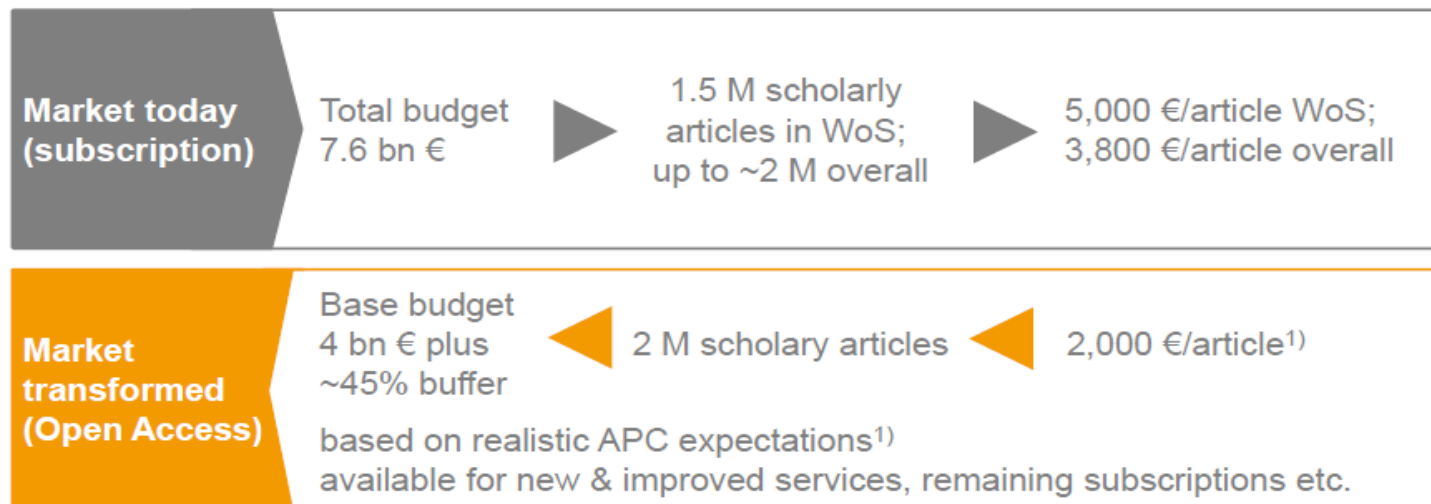 Market today
(subscription)
Total budget
7.6 bn €
1.5 M scholarly
articles in WoS;
up to ~2 M overall
5,000 €/article WoS;
3,800 €/article overall
Market
transformed
(Open Access)
Base budget
4 bn € plus
~45% buffer
2 M scholary articles
2,000 €/article¹⁾
based on realistic APC expectations¹⁾
available for new & improved services, remaining subscriptions etc.